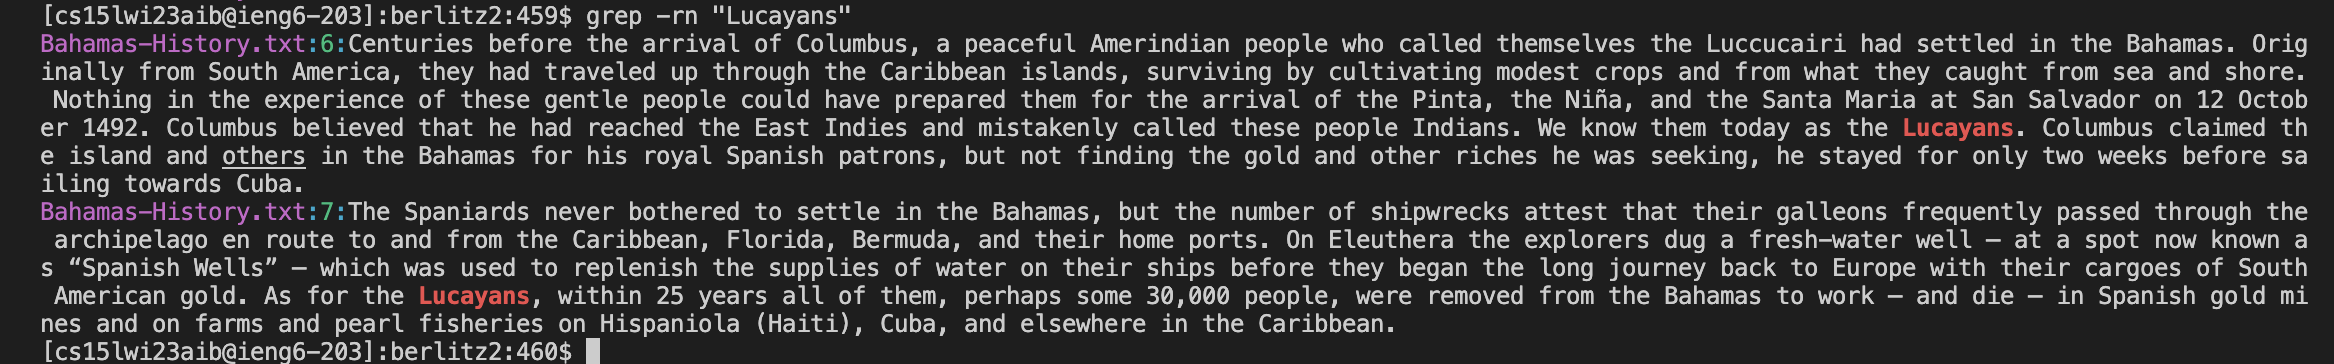 [cs15lwi23aib@ieng6-203]:berlitz2:459$ grep -rn "Lucayans"
Bahamas-History.txt:6:Centuries before the arrival of Columbus, a peaceful Amerindian people who called themselves the Luccucairi had settled in the Bahamas. Orig
inally from South America, they had traveled up through the Caribbean islands, surviving by cultivating modest crops and from what they caught from sea and shore.
 Nothing in the experience of these gentle people could have prepared them for the arrival of the Pinta, the Niña, and the Santa Maria at San Salvador on 12 Octob
er 1492. Columbus believed that he had reached the East Indies and mistakenly called these people Indians. We know them today as the Lucayans. Columbus claimed th
e island and others in the Bahamas for his royal Spanish patrons, but not finding the gold and other riches he was seeking, he stayed for only two weeks before sa
iling towards Cuba.
Bahamas-History.txt:7:The Spaniards never bothered to settle in the Bahamas, but the number of shipwrecks attest that their galleons frequently passed through the
 archipelago en route to and from the Caribbean, Florida, Bermuda, and their home ports. On Eleuthera the explorers dug a fresh-water well — at a spot now known a
s “Spanish Wells” — which was used to replenish the supplies of water on their ships before they began the long journey back to Europe with their cargoes of South
 American gold. As for the Lucayans, within 25 years all of them, perhaps some 30,000 people, were removed from the Bahamas to work — and die — in Spanish gold mi
nes and on farms and pearl fisheries on Hispaniola (Haiti), Cuba, and elsewhere in the Caribbean.
[cs15lwi23aib@ieng6-203]:berlitz2:460$